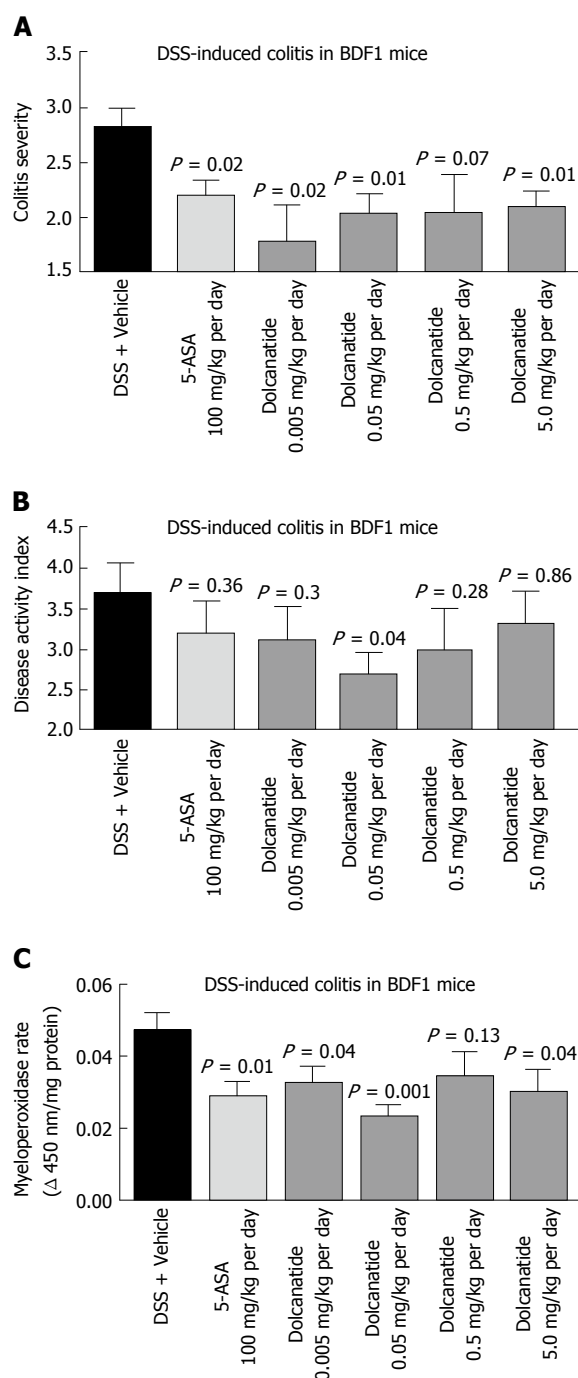 A
DSS-induced colitis in BDF1 mice
Colitis severity
3.5
3.0
2.5
2.0
1.5
P = 0.02
P = 0.02
P = 0.01
P = 0.07
P = 0.01
DSS + Vehicle
5-ASA
100 mg/kg per day
Dolcanatide
0.005 mg/kg per day
Dolcanatide
0.05 mg/kg per day
Dolcanatide
0.5 mg/kg per day
Dolcanatide
5.0 mg/kg per day
B
DSS-induced colitis in BDF1 mice
Disease activity index
4.5
4.0
3.5
3.0
2.5
2.0
P = 0.36
P = 0.3
P = 0.04
P = 0.28
P = 0.86
DSS + Vehicle
5-ASA
100 mg/kg per day
Dolcanatide
0.005 mg/kg per day
Dolcanatide
0.05 mg/kg per day
Dolcanatide
0.5 mg/kg per day
Dolcanatide
5.0 mg/kg per day
C
DSS-induced colitis in BDF1 mice
Myeloperoxidase rate
(Δ 450 nm/mg protein)
0.06
0.04
0.02
0.00
P = 0.01
P = 0.04
P = 0.001
P = 0.13
P = 0.04
DSS + Vehicle
5-ASA
100 mg/kg per day
Dolcanatide
0.005 mg/kg per day
Dolcanatide
0.05 mg/kg per day
Dolcanatide
0.5 mg/kg per day
Dolcanatide
5.0 mg/kg per day